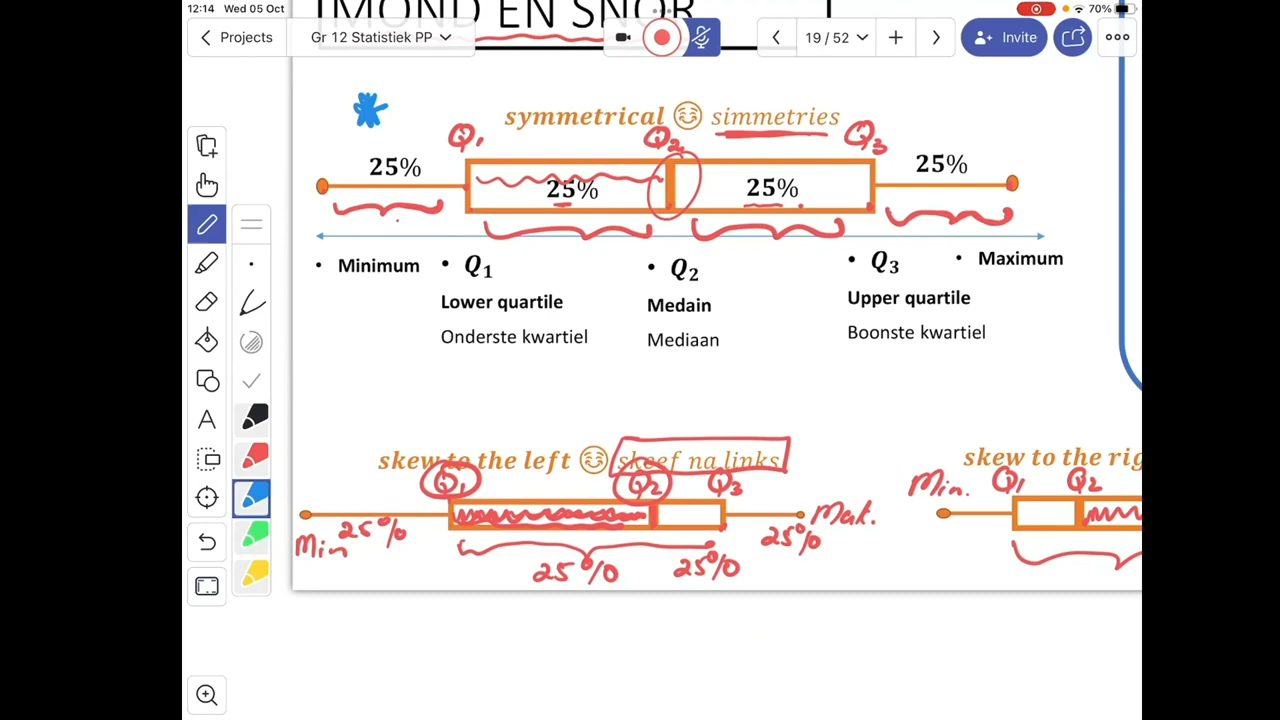 12:14 Wed 05 Oct
70%
MOND EN SNOR
Projects
Gr 12 Statistiek PP
19 / 52
Invite
symmetrical 😊 simmetries
Q1 Q2 Q3
25% 25% 25% 25%
• Minimum • Q1 • Q2 • Q3 • Maximum
Lower quartile Medain Upper quartile
Onderste kwartiel Mediaan Boonste kwartiel
skew to the left 😊 skeef na links
skew to the rig
Q1 Q2 Q3
Min 25% 25% 25% 25% Mak.
Min. Q1 Q2
A